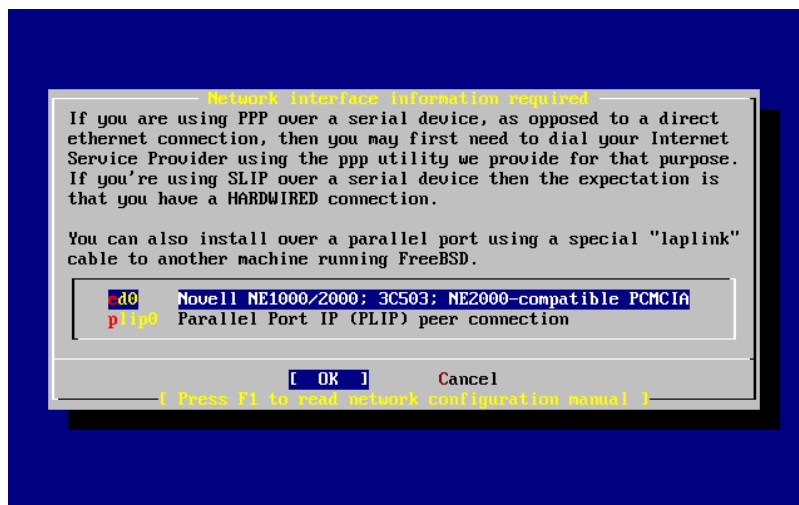 Network interface information required
If you are using PPP over a serial device, as opposed to a direct
ethernet connection, then you may first need to dial your Internet
Service Provider using the ppp utility we provide for that purpose.
If you're using SLIP over a serial device then the expectation is
that you have a HARDWIRED connection.
You can also install over a parallel port using a special "laplink"
cable to another machine running FreeBSD.
ed0 Novell NE1000/2000; 3C503; NE2000-compatible PCMCIA
plip0 Parallel Port IP (PLIP) peer connection
[ OK ] Cancel
[ Press F1 to read network configuration manual ]